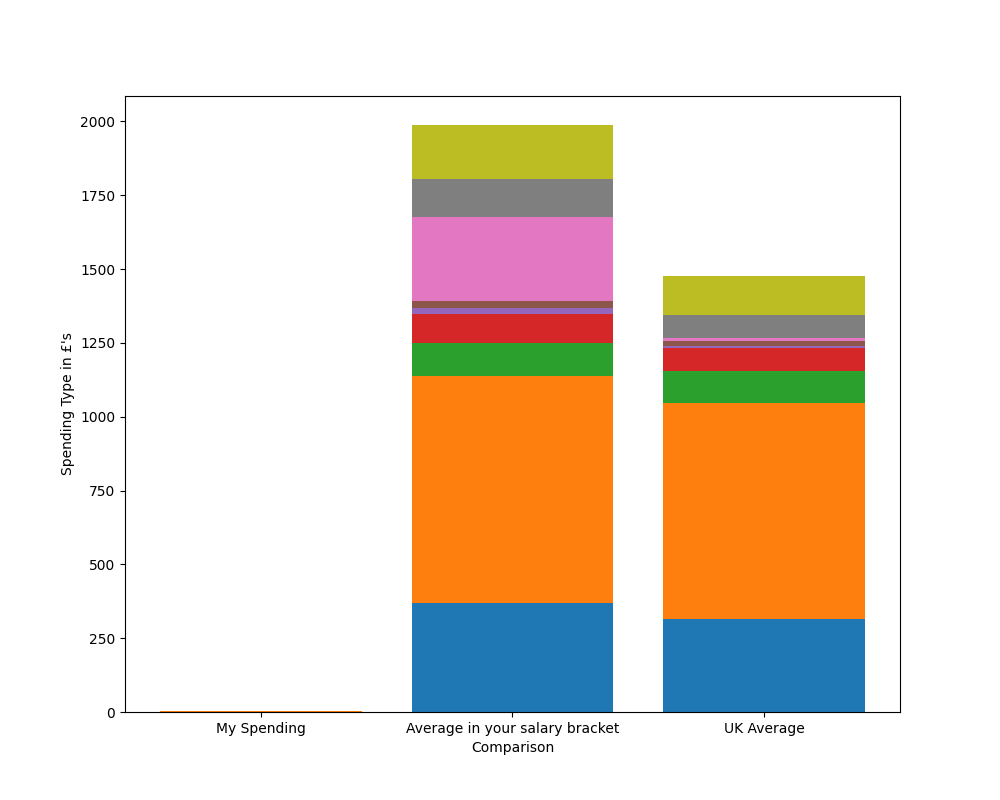 2000
1750
1500
1250
1000
750
500
250
0
Spending Type in £'s
My Spending
Average in your salary bracket
UK Average
Comparison